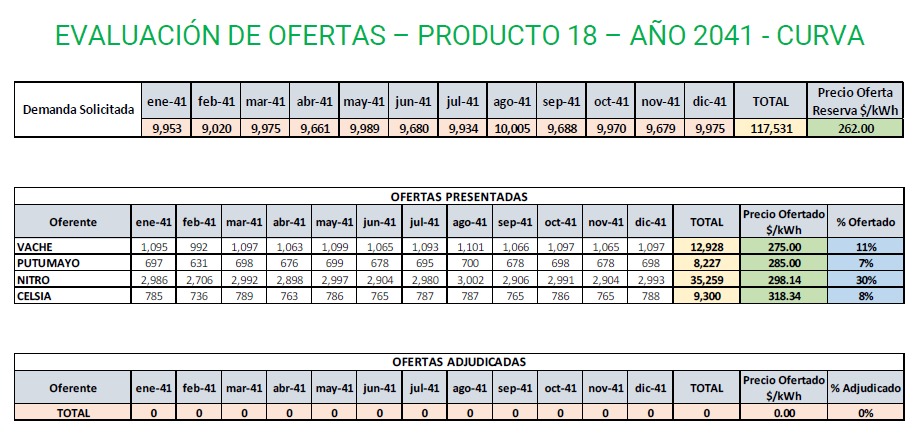 EVALUACIÓN DE OFERTAS – PRODUCTO 18 – AÑO 2041 - CURVA
Demanda Solicitada ene-41 feb-41 mar-41 abr-41 may-41 jun-41 jul-41 ago-41 sep-41 oct-41 nov-41 dic-41 TOTAL Precio Oferta Reserva $/kWh
9,953 9,020 9,975 9,661 9,989 9,680 9,934 10,005 9,688 9,970 9,679 9,975 117,531 262.00
OFERTAS PRESENTADAS
Oferente ene-41 feb-41 mar-41 abr-41 may-41 jun-41 jul-41 ago-41 sep-41 oct-41 nov-41 dic-41 TOTAL Precio Ofertado $/kWh % Ofertado
VACHE 1,095 992 1,097 1,063 1,099 1,065 1,093 1,101 1,066 1,097 1,065 1,097 12,928 275.00 11%
PUTUMAYO 697 631 698 676 699 678 695 700 678 698 678 698 8,227 285.00 7%
NITRO 2,986 2,706 2,992 2,898 2,997 2,904 2,980 3,002 2,906 2,991 2,904 2,993 35,259 298.14 30%
CELSIA 785 736 789 763 786 765 787 787 765 786 765 788 9,300 318.34 8%
OFERTAS ADJUDICADAS
Oferente ene-41 feb-41 mar-41 abr-41 may-41 jun-41 jul-41 ago-41 sep-41 oct-41 nov-41 dic-41 TOTAL Precio Ofertado $/kWh % Adjudicado
TOTAL 0 0 0 0 0 0 0 0 0 0 0 0 0 0.00 0%